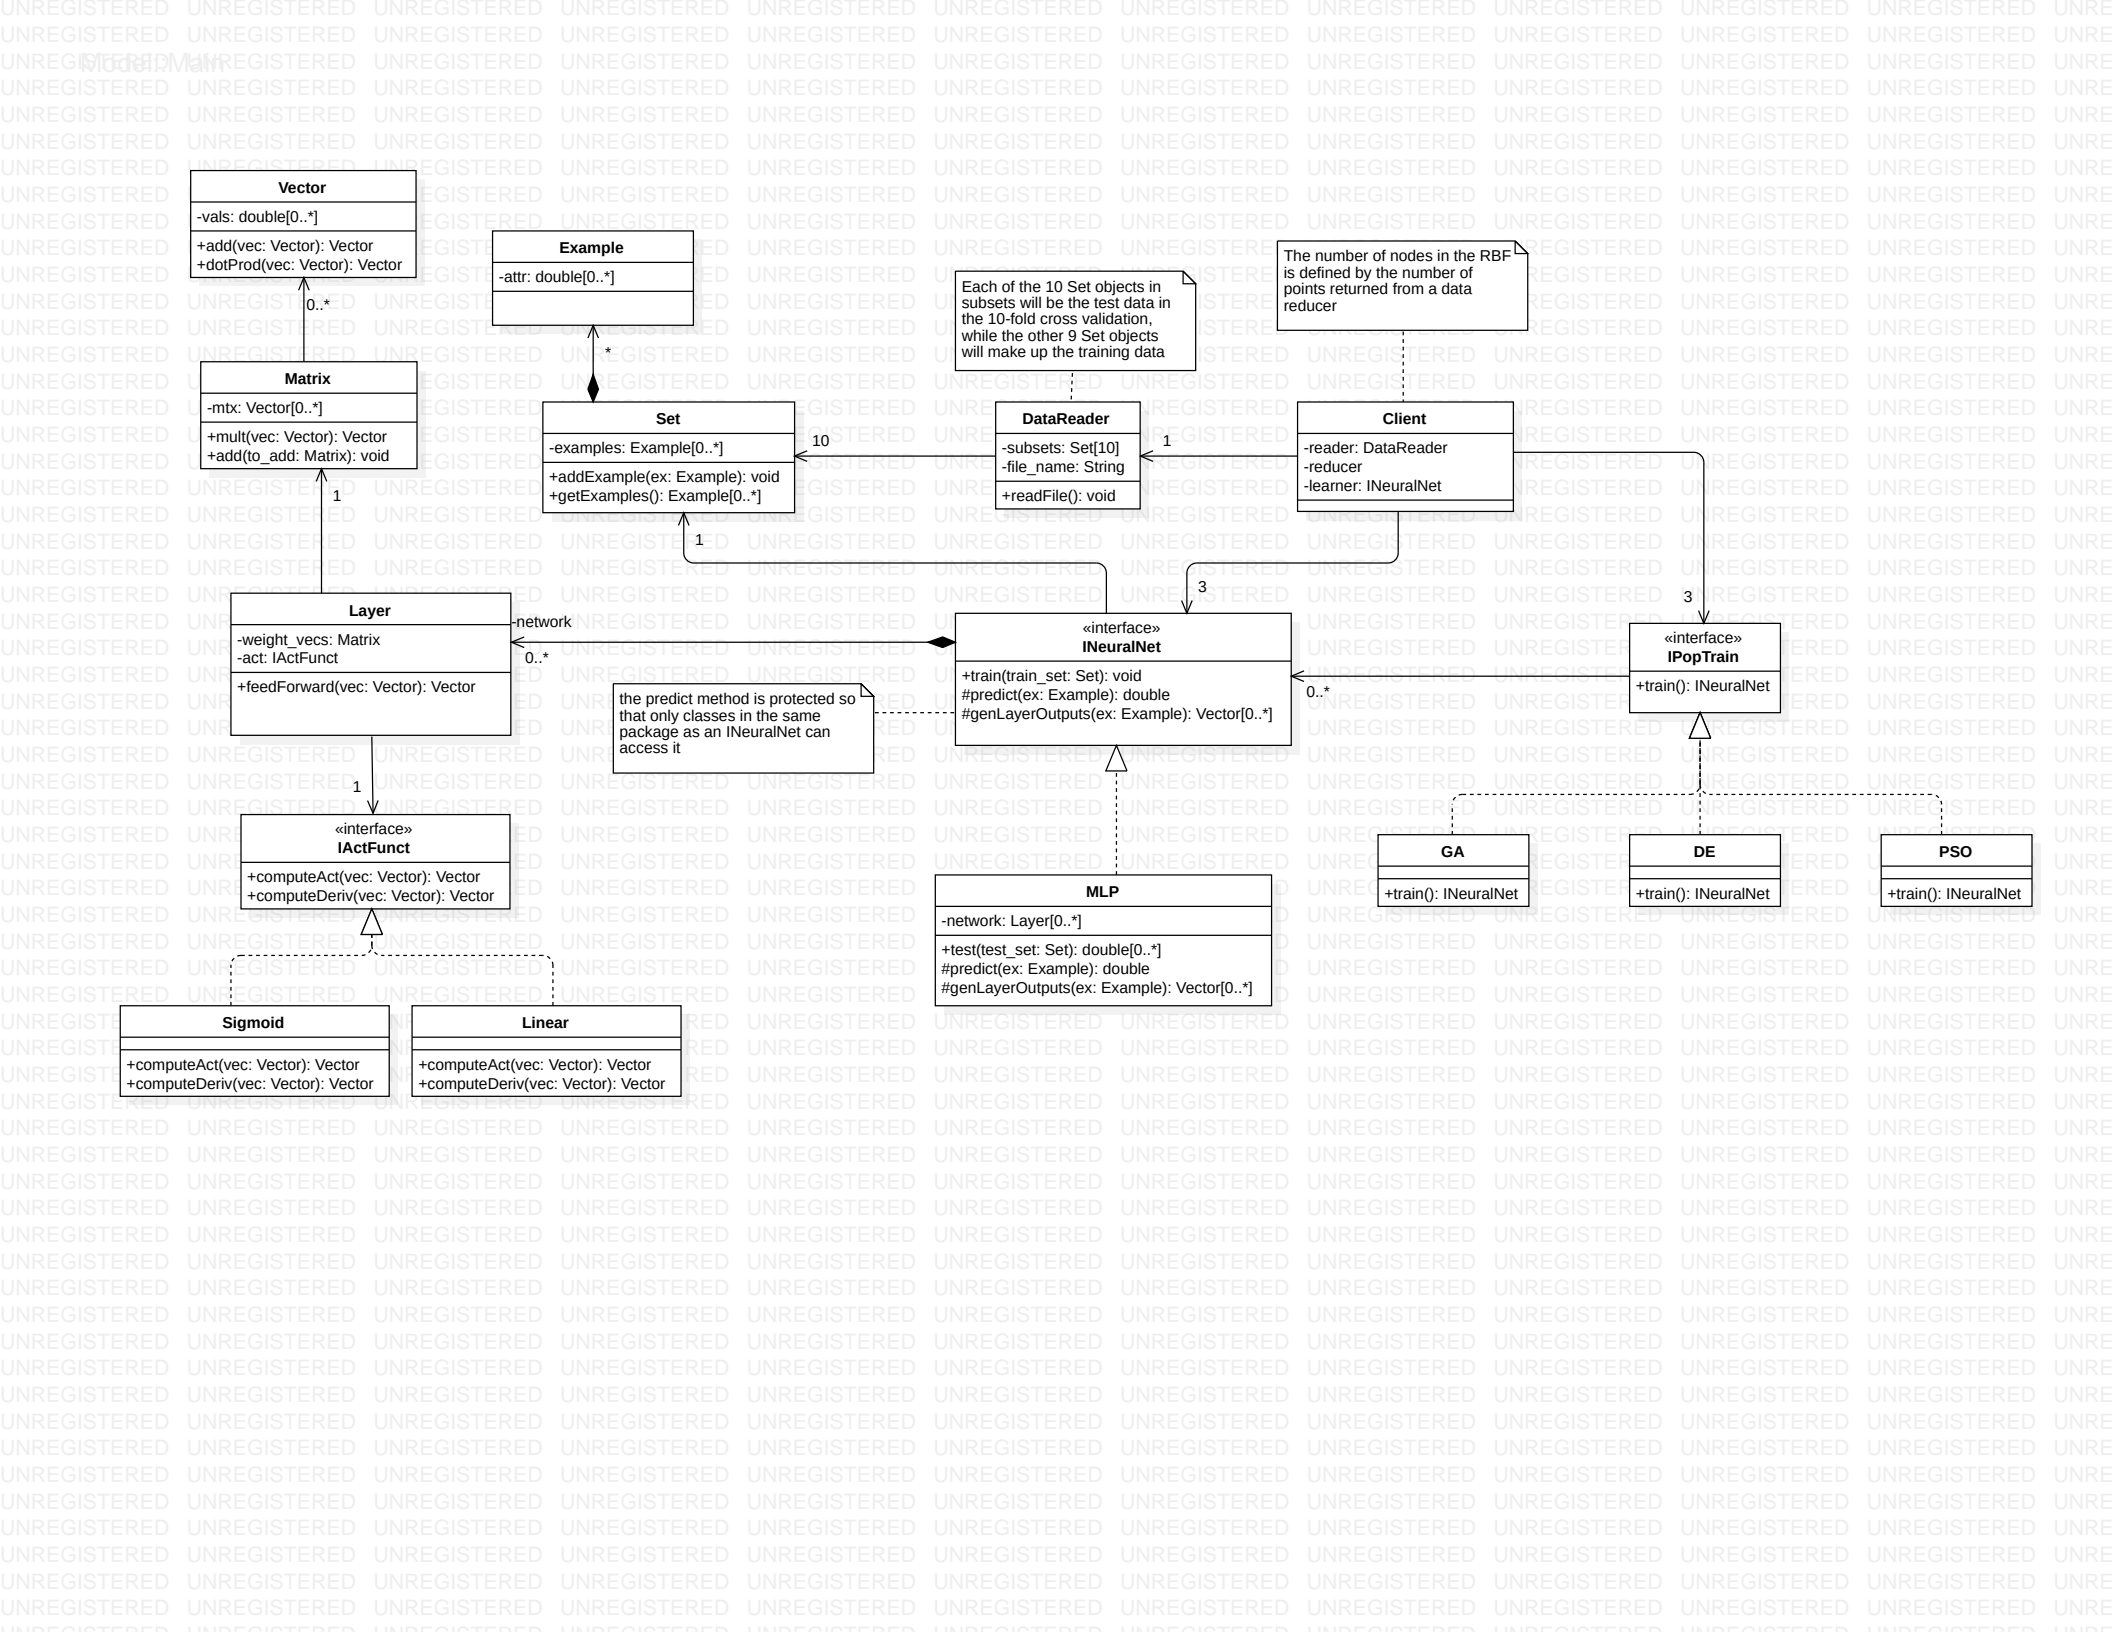 Model::Main
Vector
-vals: double[0..*]
+add(vec: Vector): Vector
+dotProd(vec: Vector): Vector
0..*
Matrix
-mtx: Vector[0..*]
+mult(vec: Vector): Vector
+add(to_add: Matrix): void
1
Example
-attr: double[0..*]
*
Set
-examples: Example[0..*]
+addExample(ex: Example): void
+getExamples(): Example[0..*]
10
1
Each of the 10 Set objects in
subsets will be the test data in
the 10-fold cross validation,
while the other 9 Set objects
will make up the training data
DataReader
-subsets: Set[10]
-file_name: String
+readFile(): void
1
The number of nodes in the RBF
is defined by the number of
points returned from a data
reducer
Client
-reader: DataReader
-reducer
-learner: INeuralNet
3
3
Layer
-weight_vecs: Matrix
-act: IActFunct
+feedForward(vec: Vector): Vector
-network
0..*
1
the predict method is protected so
that only classes in the same
package as an INeuralNet can
access it
«interface»
INeuralNet
+train(train_set: Set): void
#predict(ex: Example): double
#genLayerOutputs(ex: Example): Vector[0..*]
0..*
«interface»
IPopTrain
+train(): INeuralNet
«interface»
IActFunct
+computeAct(vec: Vector): Vector
+computeDeriv(vec: Vector): Vector
MLP
-network: Layer[0..*]
+test(test_set: Set): double[0..*]
#predict(ex: Example): double
#genLayerOutputs(ex: Example): Vector[0..*]
GA
+train(): INeuralNet
DE
+train(): INeuralNet
PSO
+train(): INeuralNet
Sigmoid
+computeAct(vec: Vector): Vector
+computeDeriv(vec: Vector): Vector
Linear
+computeAct(vec: Vector): Vector
+computeDeriv(vec: Vector): Vector
UNREGISTERED